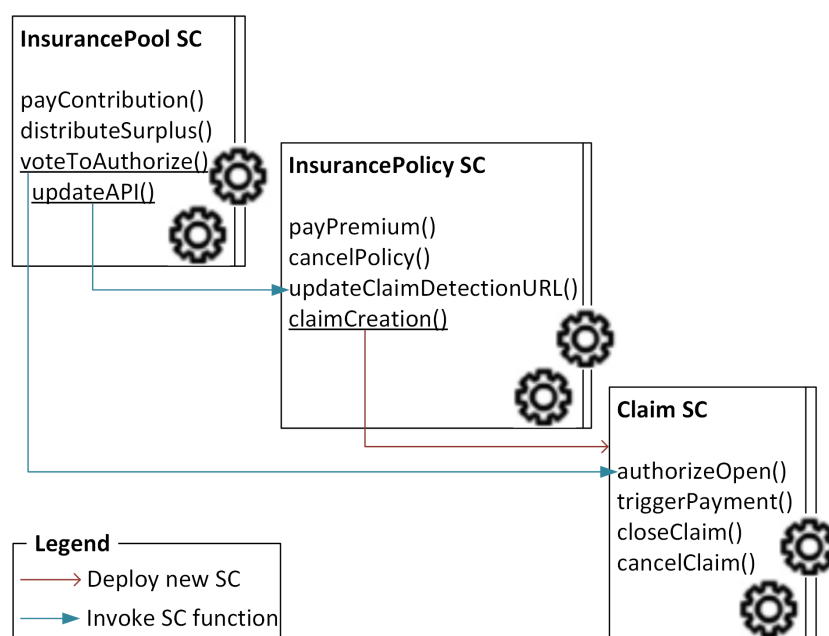 InsurancePool SC
payContribution()
distributeSurplus()
voteToAuthorize()
updateAPI()
InsurancePolicy SC
payPremium()
cancelPolicy()
updateClaimDetectionURL()
claimCreation()
Claim SC
authorizeOpen()
triggerPayment()
closeClaim()
cancelClaim()
Legend
Deploy new SC
Invoke SC function